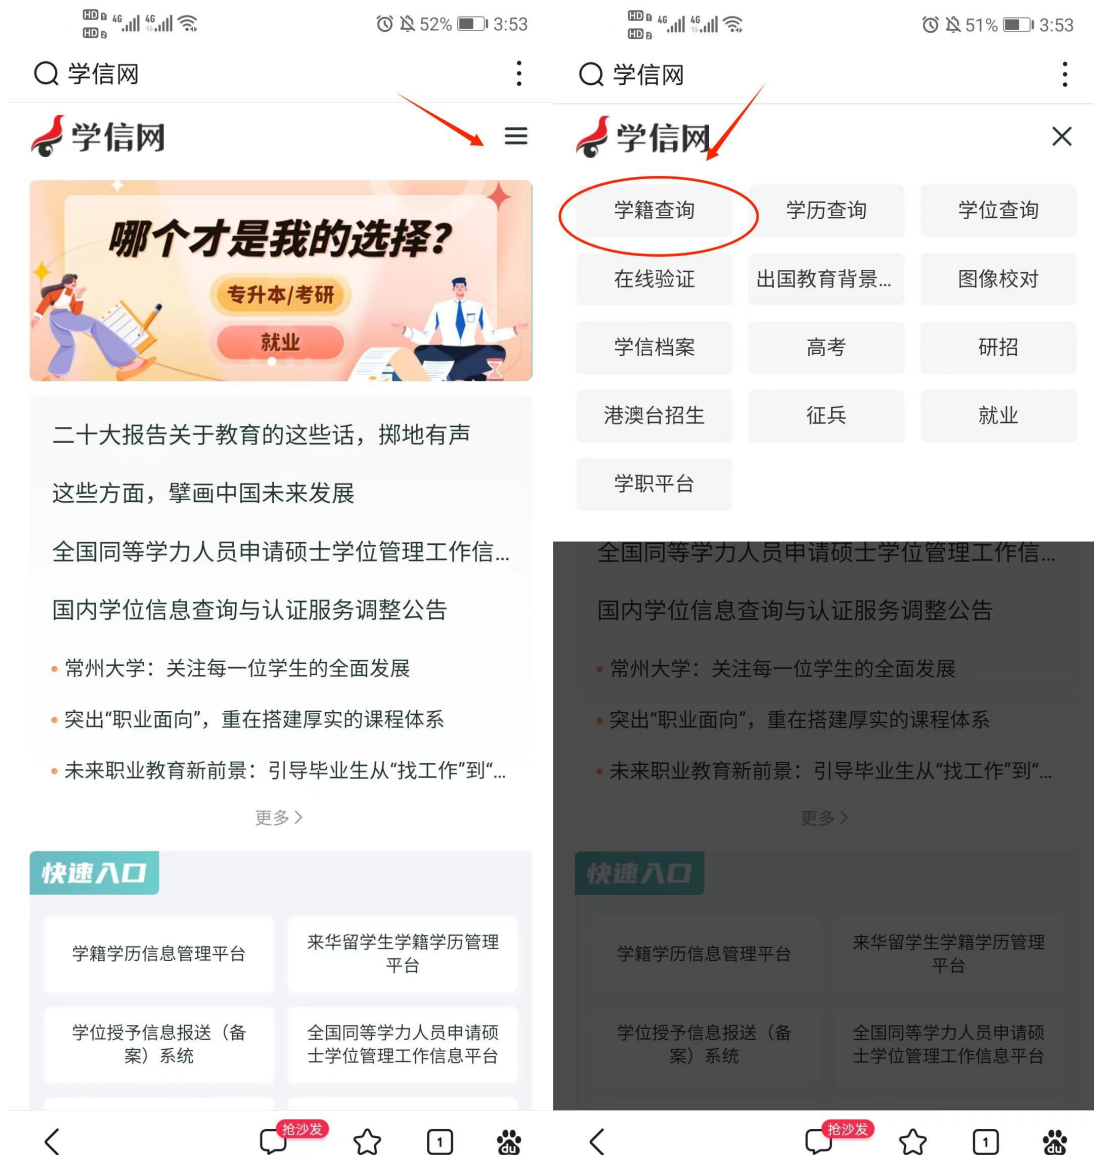 HD 1 4G 4G 52% 3:53
HD 2
学信网
学信网
哪个才是我的选择?
专升本/考研
就业
二十大报告关于教育的这些话，掷地有声
这些方面，擘画中国未来发展
全国同等学力人员申请硕士学位管理工作信...
国内学位信息查询与认证服务调整公告
常州大学：关注每一位学生的全面发展
突出“职业面向”，重在搭建厚实的课程体系
未来职业教育新前景：引导毕业生从“找工作”到“...
更多
快速入口
学籍学历信息管理平台
来华留学生学籍学历管理
平台
学位授予信息报送（备
案）系统
全国同等学力人员申请硕
士学位管理工作信息平台
抢沙发
1
du
HD 1 4G 4G 51% 3:53
HD 2
学信网
学信网
学籍查询 学历查询 学位查询
在线验证 出国教育背景... 图像校对
学信档案 高考 研招
港澳台招生 征兵 就业
学职平台
全国同等学力人员申请硕士学位管理工作信...
国内学位信息查询与认证服务调整公告
常州大学：关注每一位学生的全面发展
突出“职业面向”，重在搭建厚实的课程体系
未来职业教育新前景：引导毕业生从“找工作”到“...
更多
快速入口
学籍学历信息管理平台
来华留学生学籍学历管理
平台
学位授予信息报送（备
案）系统
全国同等学力人员申请硕
士学位管理工作信息平台
抢沙发
1
du